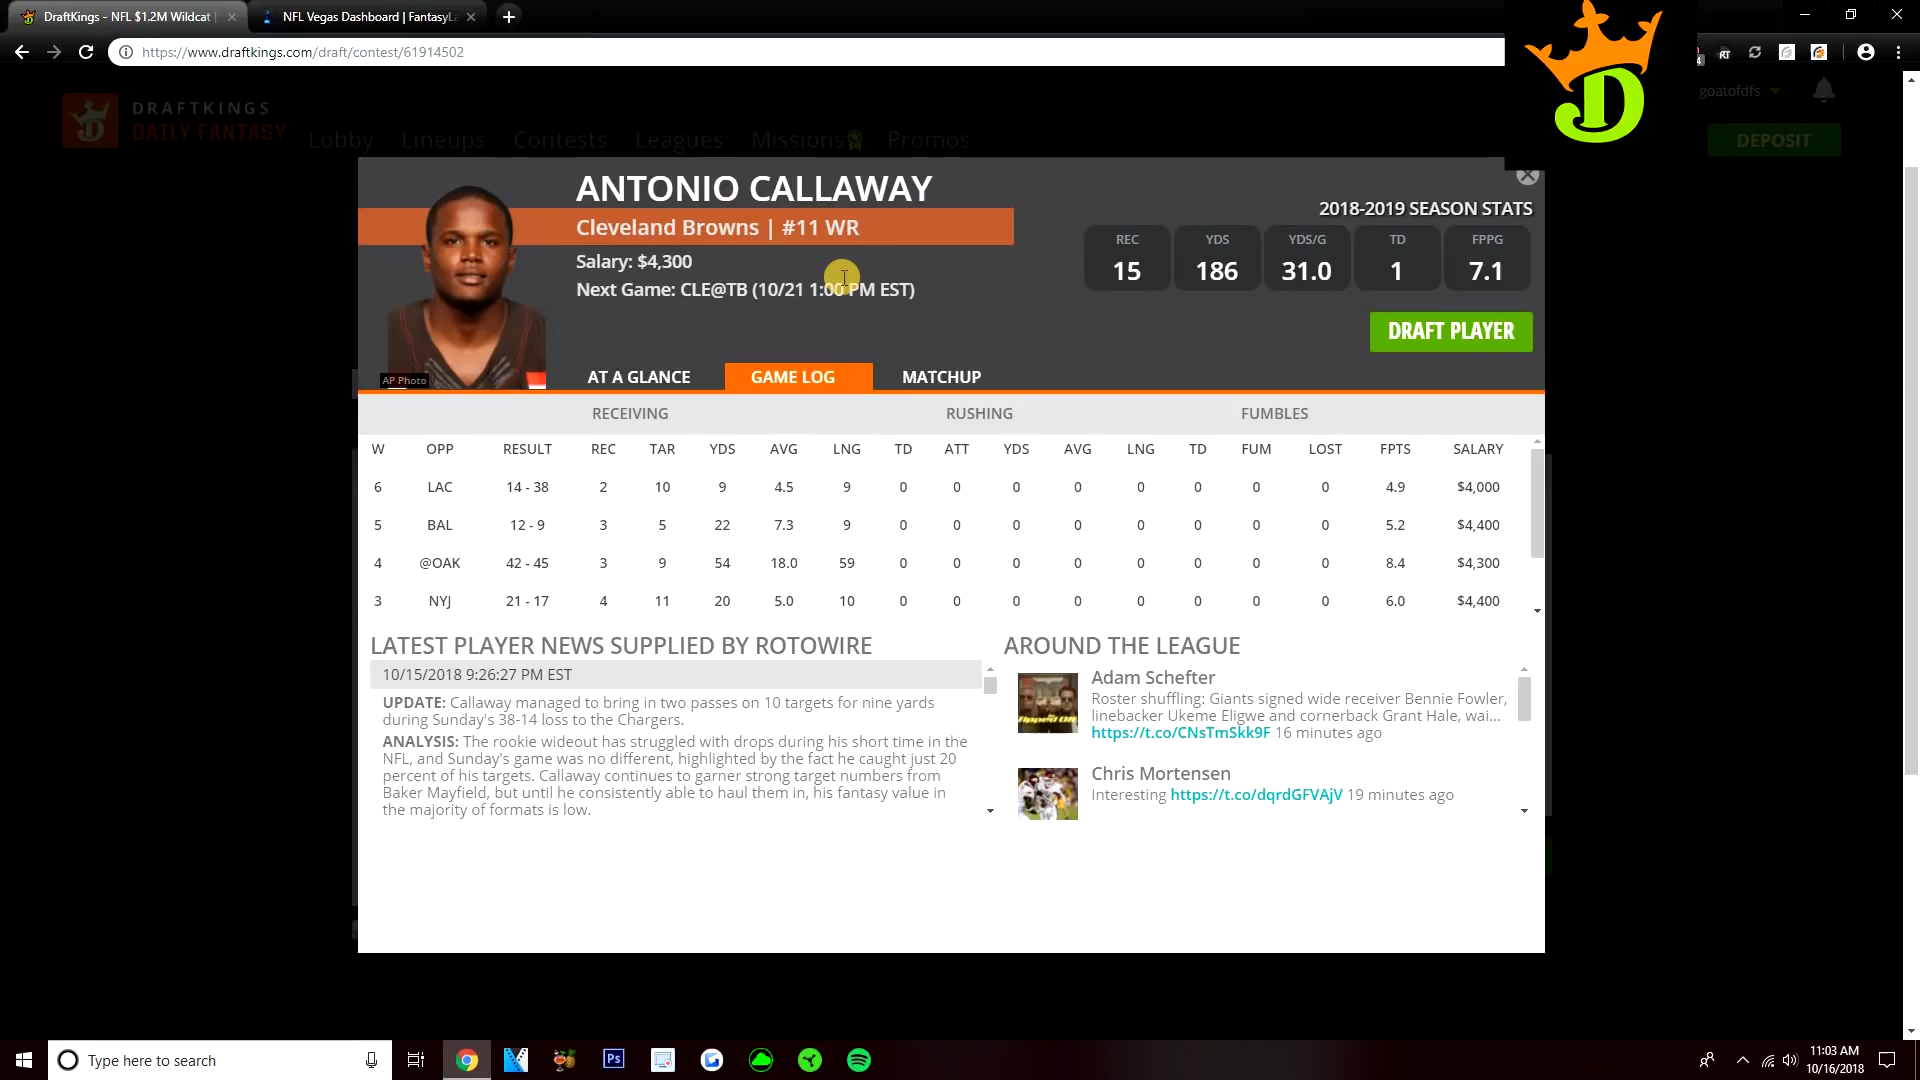 DraftKings - NFL $1.2M Wildcat
NFL Vegas Dashboard | FantasyLa
https://www.draftkings.com/draft/contest/61914502
RT
goatofdfs
DRAFTKINGS
DAILY FANTASY
Lobby Lineups Contests Leagues Missions Promos
DEPOSIT
D
ANTONIO CALLAWAY
Cleveland Browns | #11 WR
Salary: $4,300
Next Game: CLE@TB (10/21 1:00 PM EST)
AP Photo
2018-2019 SEASON STATS
REC YDS YDS/G TD FPPG
15 186 31.0 1 7.1
DRAFT PLAYER
AT A GLANCE GAME LOG MATCHUP
RECEIVING RUSHING FUMBLES
W OPP RESULT REC TAR YDS AVG LNG TD ATT YDS AVG LNG TD FUM LOST FPTS SALARY
6 LAC 14 - 38 2 10 9 4.5 9 0 0 0 0 0 0 0 0 4.9 $4,000
5 BAL 12 - 9 3 5 22 7.3 9 0 0 0 0 0 0 0 0 5.2 $4,400
4 @OAK 42 - 45 3 9 54 18.0 59 0 0 0 0 0 0 0 0 8.4 $4,300
3 NYJ 21 - 17 4 11 20 5.0 10 0 0 0 0 0 0 0 0 6.0 $4,400
LATEST PLAYER NEWS SUPPLIED BY ROTOWIRE
10/15/2018 9:26:27 PM EST
UPDATE: Callaway managed to bring in two passes on 10 targets for nine yards
during Sunday's 38-14 loss to the Chargers.
ANALYSIS: The rookie wideout has struggled with drops during his short time in the
NFL, and Sunday's game was no different, highlighted by the fact he caught just 20
percent of his targets. Callaway continues to garner strong target numbers from
Baker Mayfield, but until he consistently able to haul them in, his fantasy value in
the majority of formats is low.
AROUND THE LEAGUE
Adam Schefter
Roster shuffling: Giants signed wide receiver Bennie Fowler,
linebacker Ukeme Eligwe and cornerback Grant Hale, wai...
https://t.co/CNsTmSkk9F 16 minutes ago
Chris Mortensen
Interesting https://t.co/dqrdGFVAjV 19 minutes ago
Type here to search
Ps
11:03 AM
10/16/2018